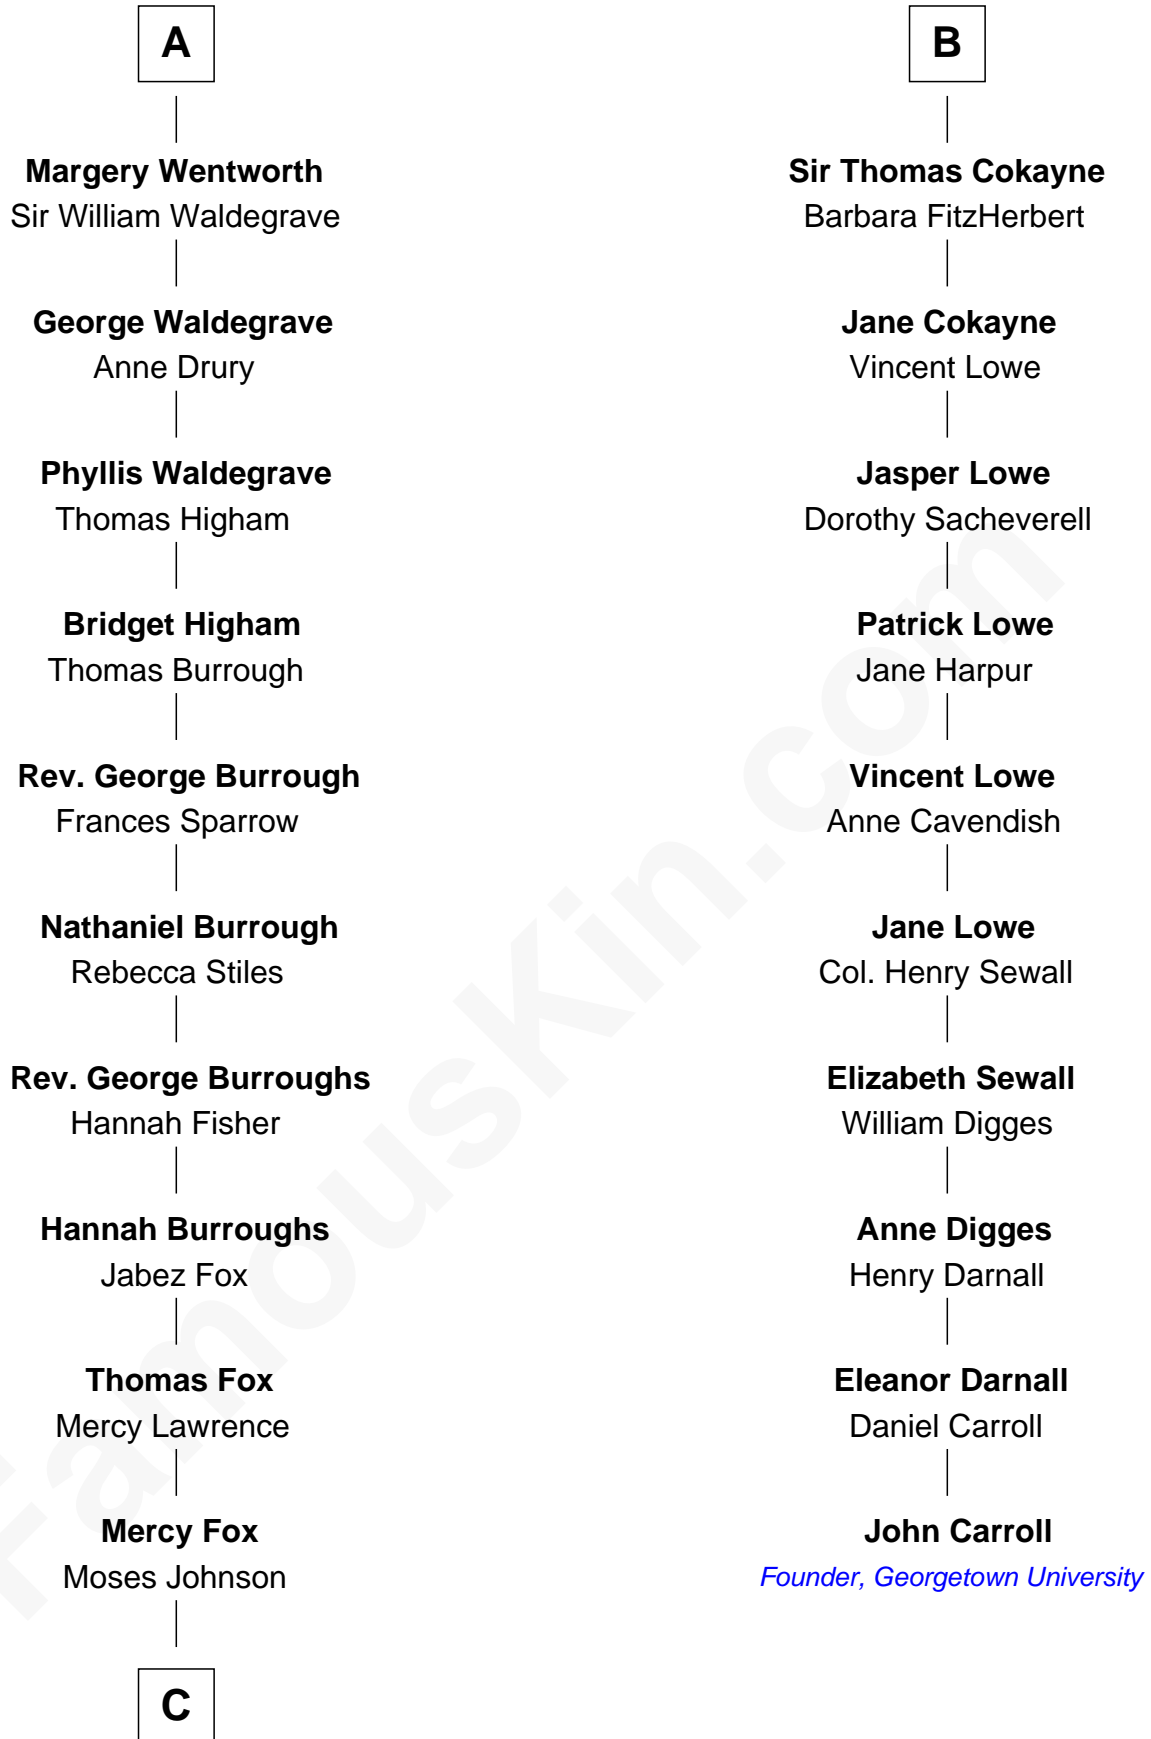 A
Margery Wentworth
Sir William Waldegrave
George Waldegrave
Anne Drury
Phyllis Waldegrave
Thomas Higham
Bridget Higham
Thomas Burrough
Rev. George Burrough
Frances Sparrow
Nathaniel Burrough
Rebecca Stiles
Rev. George Burroughs
Hannah Fisher
Hannah Burroughs
Jabez Fox
Thomas Fox
Mercy Lawrence
Mercy Fox
Moses Johnson
C
B
Sir Thomas Cokayne
Barbara FitzHerbert
Jane Cokayne
Vincent Lowe
Jasper Lowe
Dorothy Sacheverell
Patrick Lowe
Jane Harpur
Vincent Lowe
Anne Cavendish
Jane Lowe
Col. Henry Sewall
Elizabeth Sewall
William Digges
Anne Digges
Henry Darnall
Eleanor Darnall
Daniel Carroll
John Carroll
Founder, Georgetown University
FamousKin.com